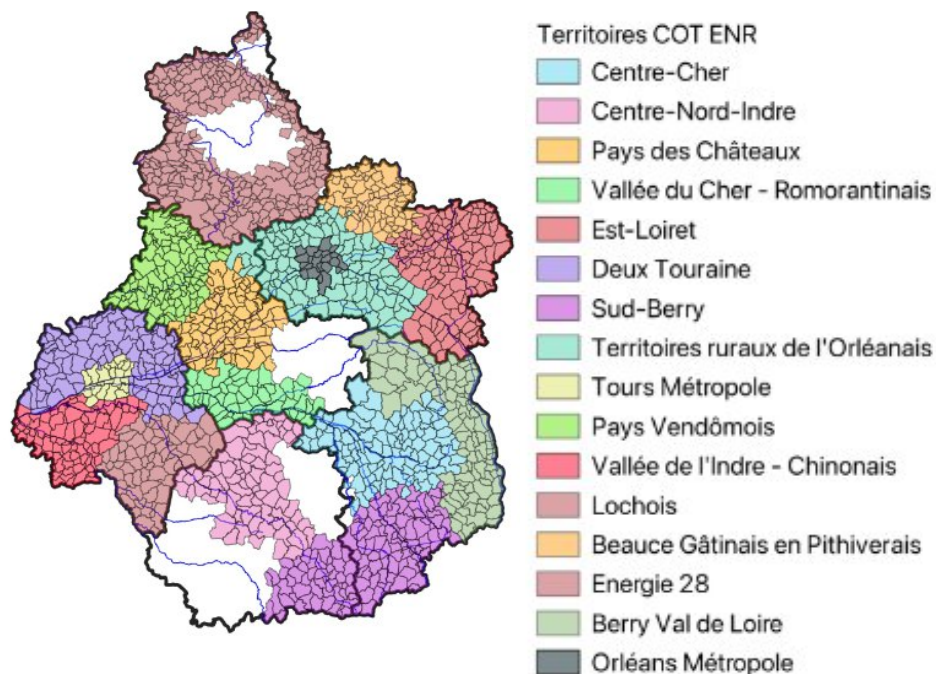 Territoires COT ENR
Centre-Cher
Centre-Nord-Indre
Pays des Châteaux
Vallée du Cher - Romorantinais
Est-Loiret
Deux Touraine
Sud-Berry
Territoires ruraux de l'Orléanais
Tours Métropole
Pays Vendômois
Vallée de l'Indre - Chinonais
Lochois
Beauce Gâtinais en Pithiverais
Energie 28
Berry Val de Loire
Orléans Métropole